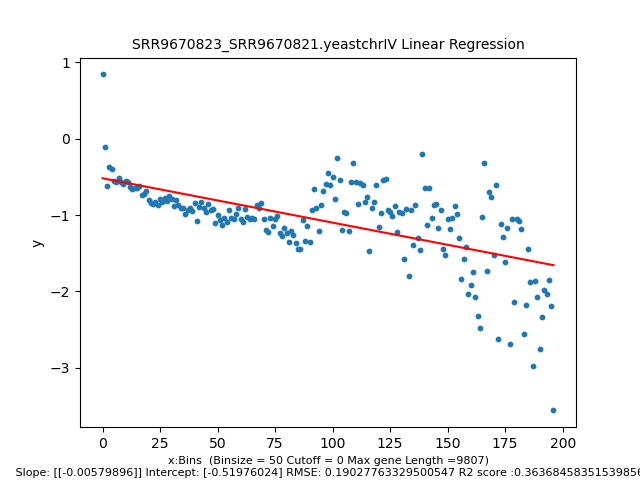 SRR9670823_SRR9670821.yeastchrIV Linear Regression
1
0
−1
−2
−3
y
0 25 50 75 100 125 150 175 200
x:Bins (Binsize = 50 Cutoff = 0 Max gene Length =9807)
Slope: [[-0.00579896]] Intercept: [-0.51976024] RMSE: 0.19027763329500547 R2 score :0.3636845835153985